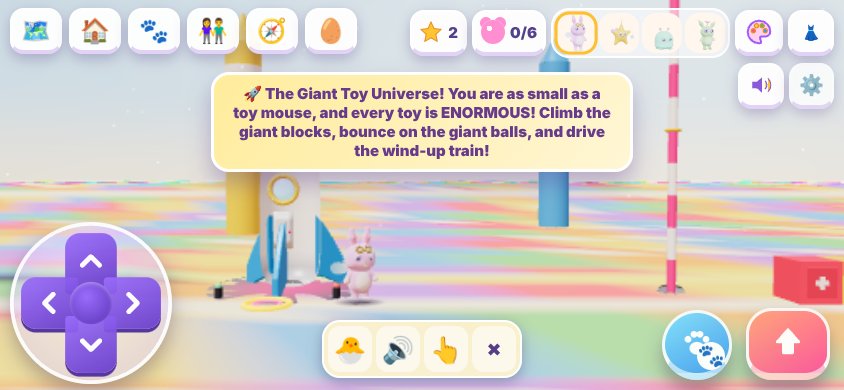 2
0/6
🚀 The Giant Toy Universe! You are as small as a
toy mouse, and every toy is ENORMOUS! Climb the
giant blocks, bounce on the giant balls, and drive
the wind-up train!